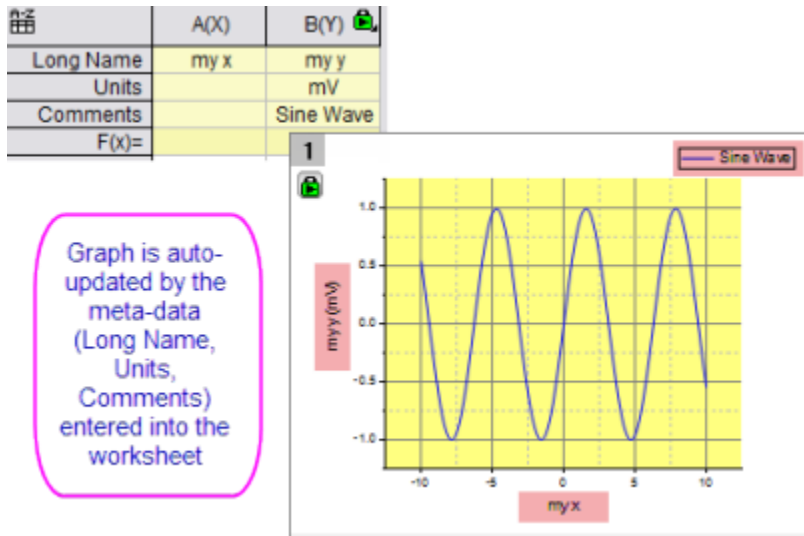 A-Z
A(X) B(Y)
Long Name my x my y
Units mV
Comments Sine Wave
F(x)=
1
Sine Wave
1.0
0.5
0.0
-0.5
-1.0
my y (mV)
-10 -5 0 5 10
my x
Graph is auto-
updated by the
meta-data
(Long Name,
Units,
Comments)
entered into the
worksheet